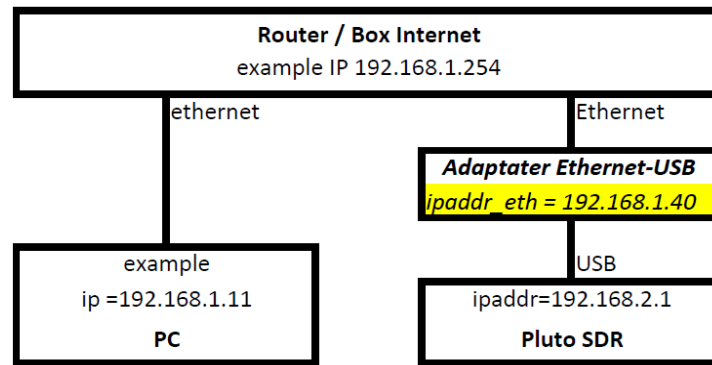 Router / Box Internet
example IP 192.168.1.254
ethernet
Ethernet
Adaptater Ethernet-USB
ipaddr_eth = 192.168.1.40
example
ip =192.168.1.11
PC
USB
ipaddr=192.168.2.1
Pluto SDR